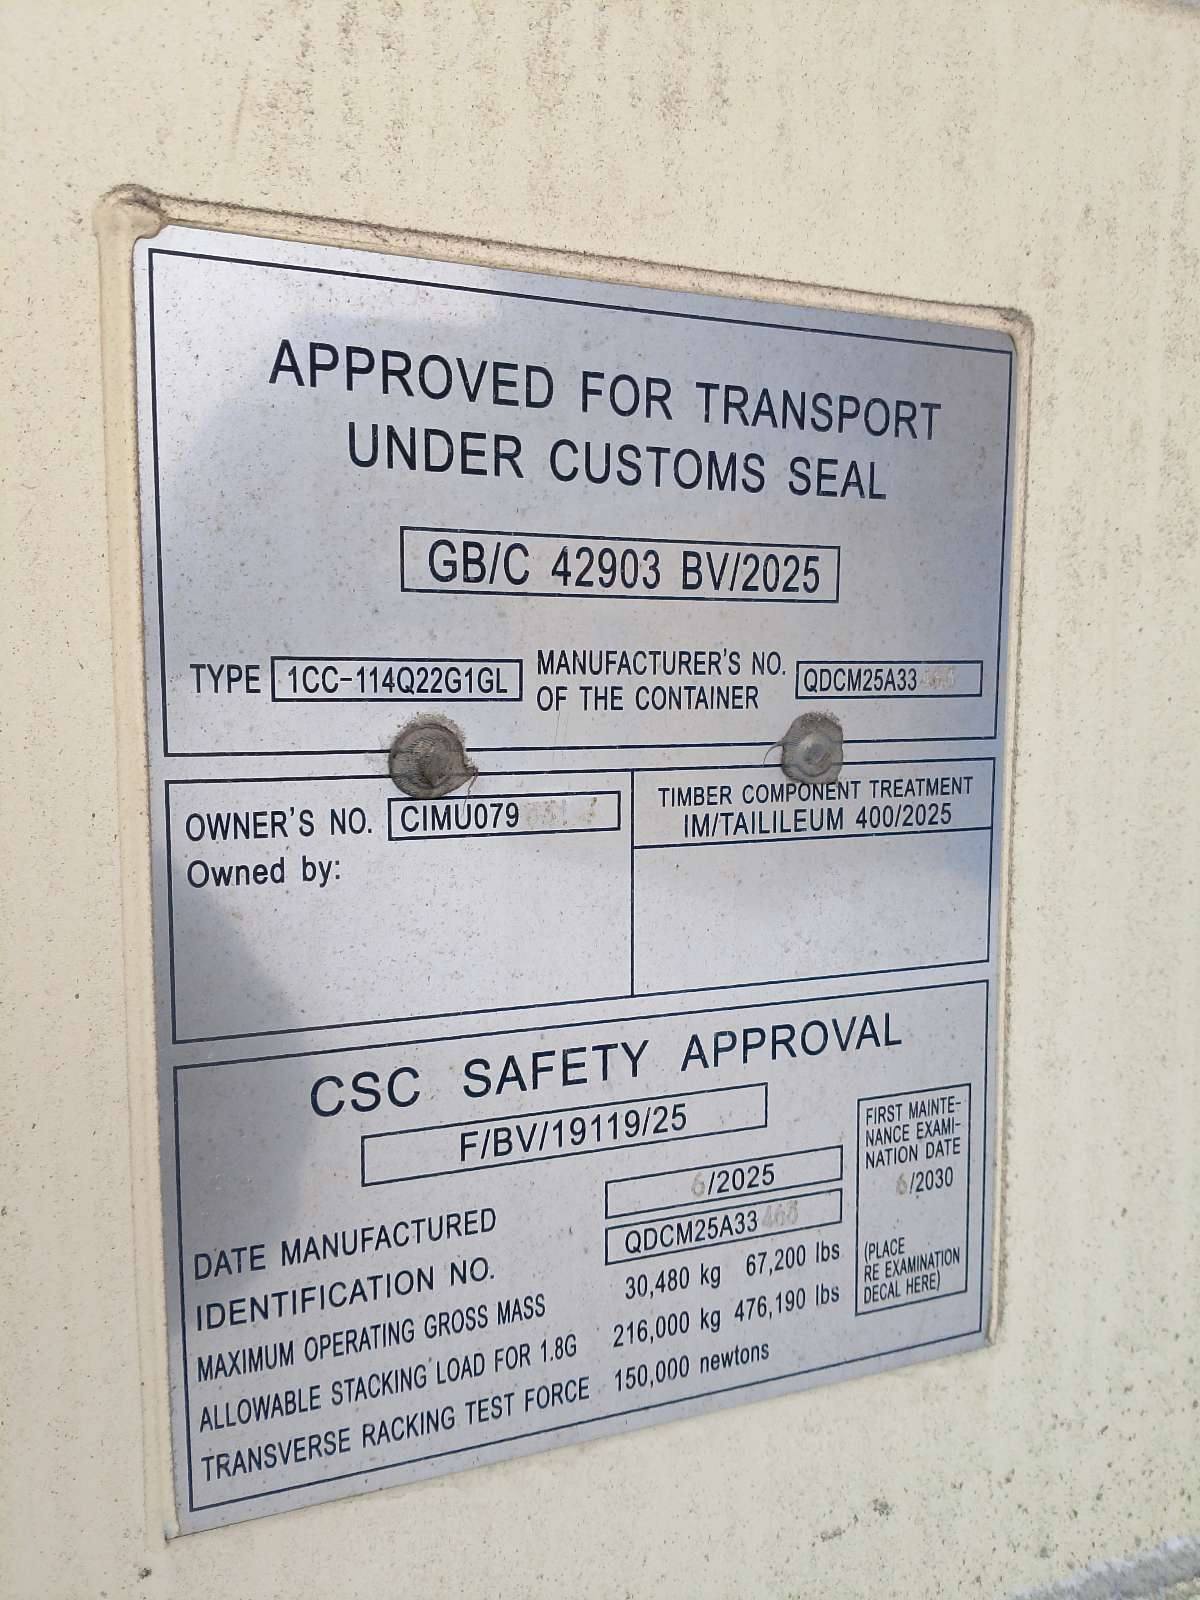 APPROVED FOR TRANSPORT
UNDER CUSTOMS SEAL
GB/C 42903 BV/2025
TYPE 1CC-114Q22G1GL
MANUFACTURER'S NO.
OF THE CONTAINER
QDCM25A33
OWNER'S NO. CIMU079
Owned by:
TIMBER COMPONENT TREATMENT
IM/TAILILEUM 400/2025
CSC SAFETY APPROVAL
F/BV/19119/25
DATE MANUFACTURED 6/2025
IDENTIFICATION NO. QDCM25A33468
MAXIMUM OPERATING GROSS MASS 30,480 kg 67,200 lbs
ALLOWABLE STACKING LOAD FOR 1.8G 216,000 kg 476,190 lbs
TRANSVERSE RACKING TEST FORCE 150,000 newtons
FIRST MAINTE-
NANCE EXAMI-
NATION DATE
6/2030
(PLACE
RE EXAMINATION
DECAL HERE)